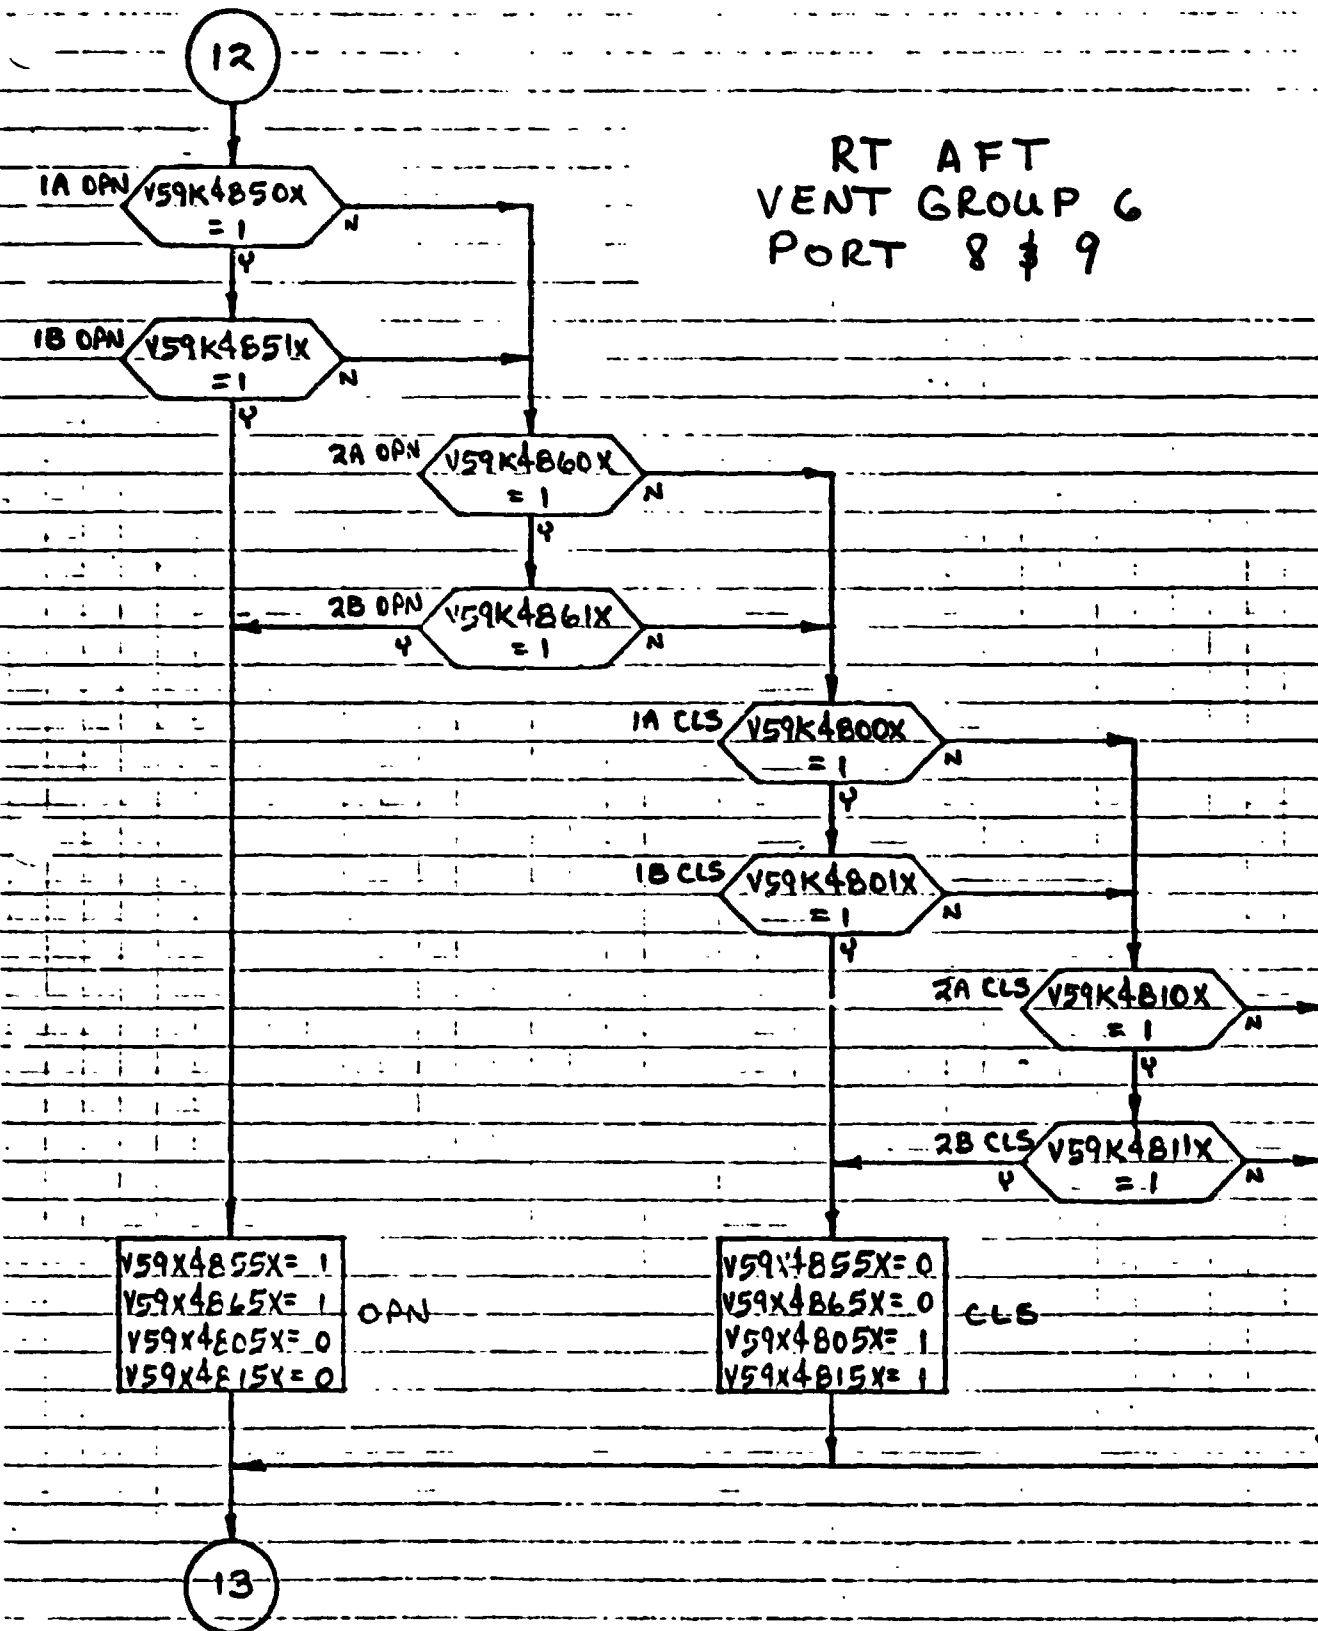 12
RT AFT
VENT GROUP 6
PORT 8 & 9
1A OPN
V59K4850X
= 1
N
Y
1B OPN
V59K4851X
= 1
N
Y
2A OPN
V59K4860X
= 1
N
Y
2B OPN
V59K4861X
= 1
Y
N
1A CLS
V59K4800X
= 1
N
Y
1B CLS
V59K4801X
= 1
N
Y
2A CLS
V59K4810X
= 1
N
Y
2B CLS
V59K4811X
= 1
Y
N
V59X4855X= 1
V59X4865X= 1
V59X4805X= 0
V59X4815X= 0
OPN
V59X4855X= 0
V59X4865X= 0
V59X4805X= 1
V59X4815X= 1
CLS
13